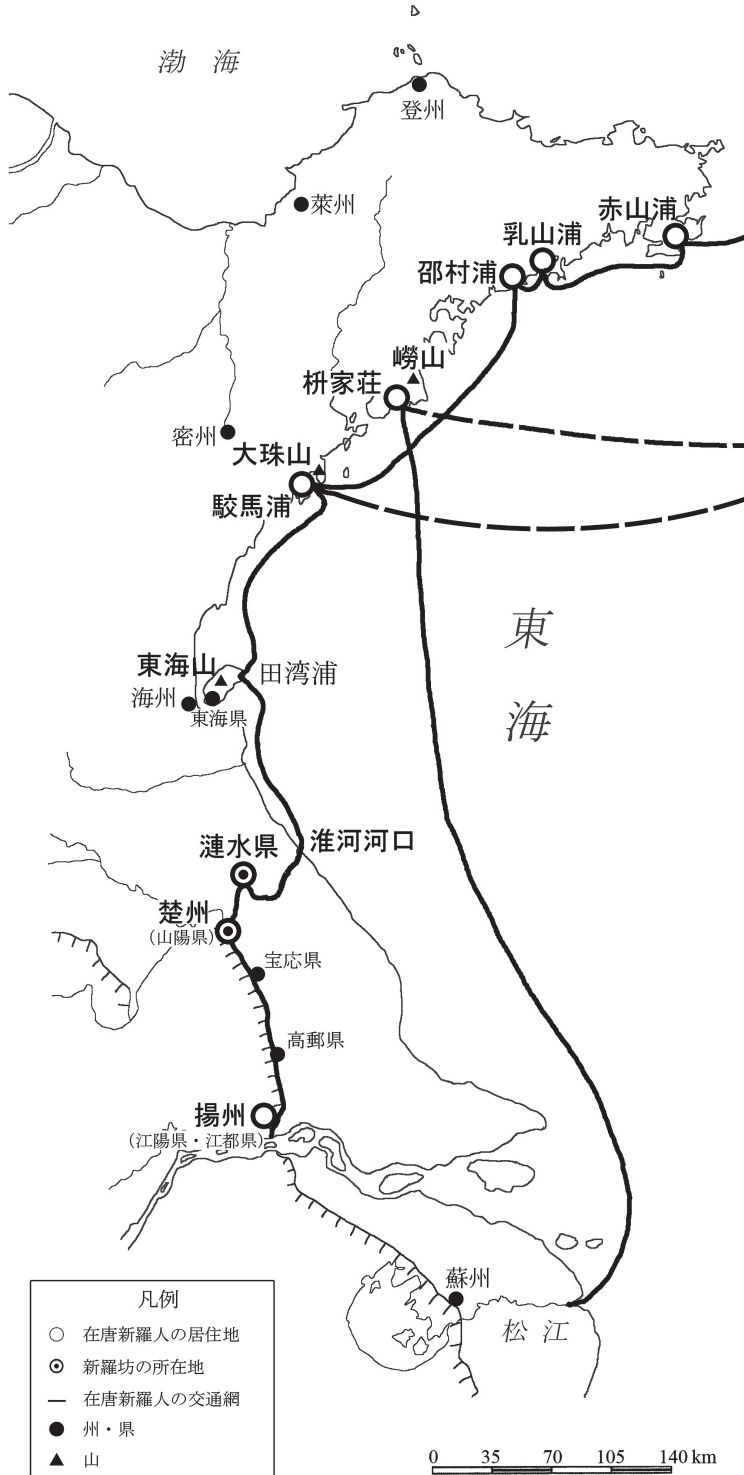 渤海
登州
萊州
赤山浦
乳山浦
邵村浦
嶗山
枡家荘
密州
大珠山
駮馬浦
東海
東海山
田湾浦
海州
東海県
淮河河口
漣水県
楚州
(山陽県)
宝応県
高郵県
揚州
(江陽県・江都県)
蘇州
松江
凡例
在唐新羅人の居住地
新羅坊の所在地
在唐新羅人の交通網
州・県
山
0 35 70 105 140 km